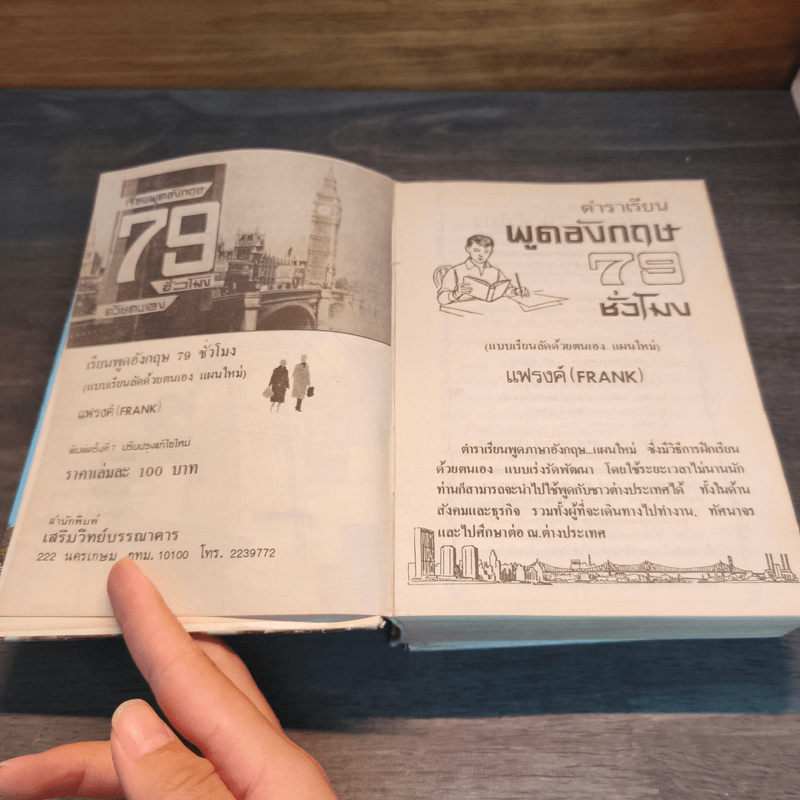 เรียนพูดอังกฤษ
79
ชั่วโมง
ด้วยตนเอง
เรียนพูดอังกฤษ 79 ชั่วโมง
(แบบเรียนลัดด้วยตนเอง แผนใหม่)
แฟรงค์ (FRANK)
พิมพ์ครั้งที่ 7 ปรับปรุงแก้ไขใหม่
ราคาเล่มละ 100 บาท
สำนักพิมพ์
เสริมวิทย์บรรณาคาร
222 นครเกษม กทม. 10100 โทร. 2239772
ตำราเรียน
พูดอังกฤษ
79
ชั่วโมง
(แบบเรียนลัดด้วยตนเอง แผนใหม่)
แฟรงค์ (FRANK)
ตำราเรียนพูดภาษาอังกฤษ...แผนใหม่ ซึ่งมีวิธีการฝึกเรียน
ด้วยตนเอง แบบเร่งรัดพัฒนา โดยใช้ระยะเวลาไม่นานนัก
ท่านก็สามารถจะนำไปใช้พูดกับชาวต่างประเทศได้ ทั้งในด้าน
สังคมและธุรกิจ รวมทั้งผู้ที่จะเดินทางไปทำงาน, ทัศนาจร
และไปศึกษาต่อ ณ.ต่างประเทศ